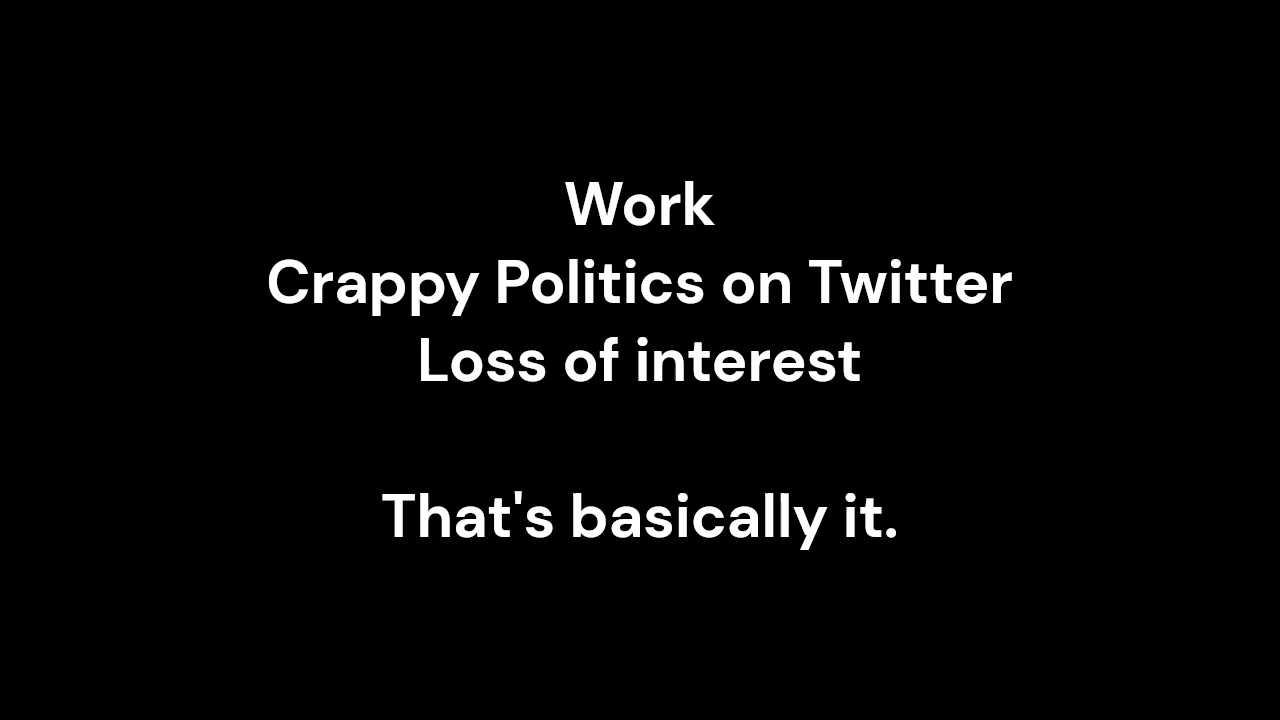 Work
Crappy Politics on Twitter
Loss of interest
That's basically it.